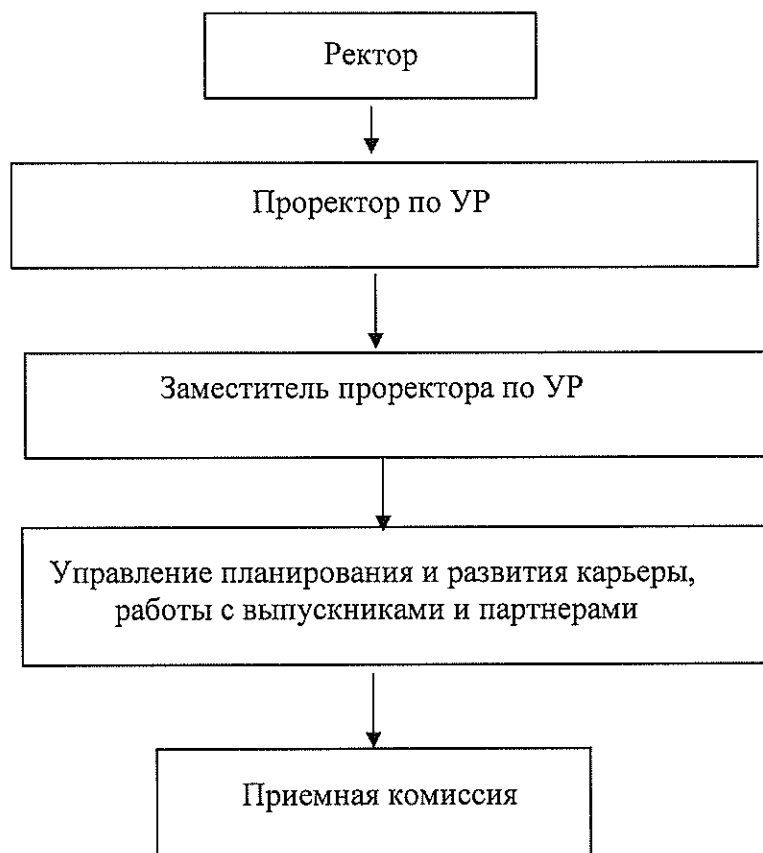 Ректор
Проректор по УР
Заместитель проректора по УР
Управление планирования и развития карьеры,
работы с выпускниками и партнерами
Приемная комиссия